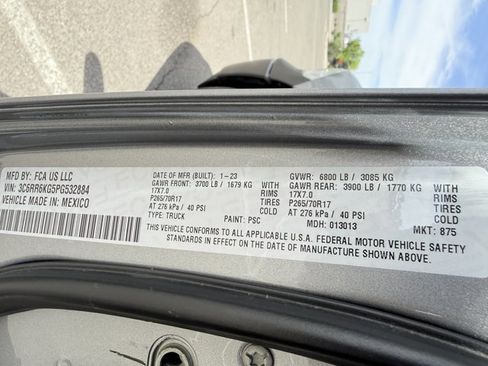 MFD BY: FCA US LLC
DATE OF MFR (BUILT): 1-23
GVWR: 6800 LB / 3085 KG
VIN: 3C6RR6KG5PG532884
GAWR FRONT: 3700 LB / 1679 KG WITH
GAWR REAR: 3900 LB / 1770 KG WITH
VEHICLE MADE IN: MEXICO
17X7.0 RIMS
17X7.0 RIMS
P265/70R17 TIRES
P265/70R17 TIRES
AT 276 kPa / 40 PSI
AT 276 kPa / 40 PSI
TYPE: TRUCK
PAINT: PSC
MDH: 013013
MKT: 875
THIS VEHICLE CONFORMS TO ALL APPLICABLE U.S.A. FEDERAL MOTOR VEHICLE SAFETY
STANDARDS IN EFFECT ON THE DATE OF MANUFACTURE SHOWN ABOVE.